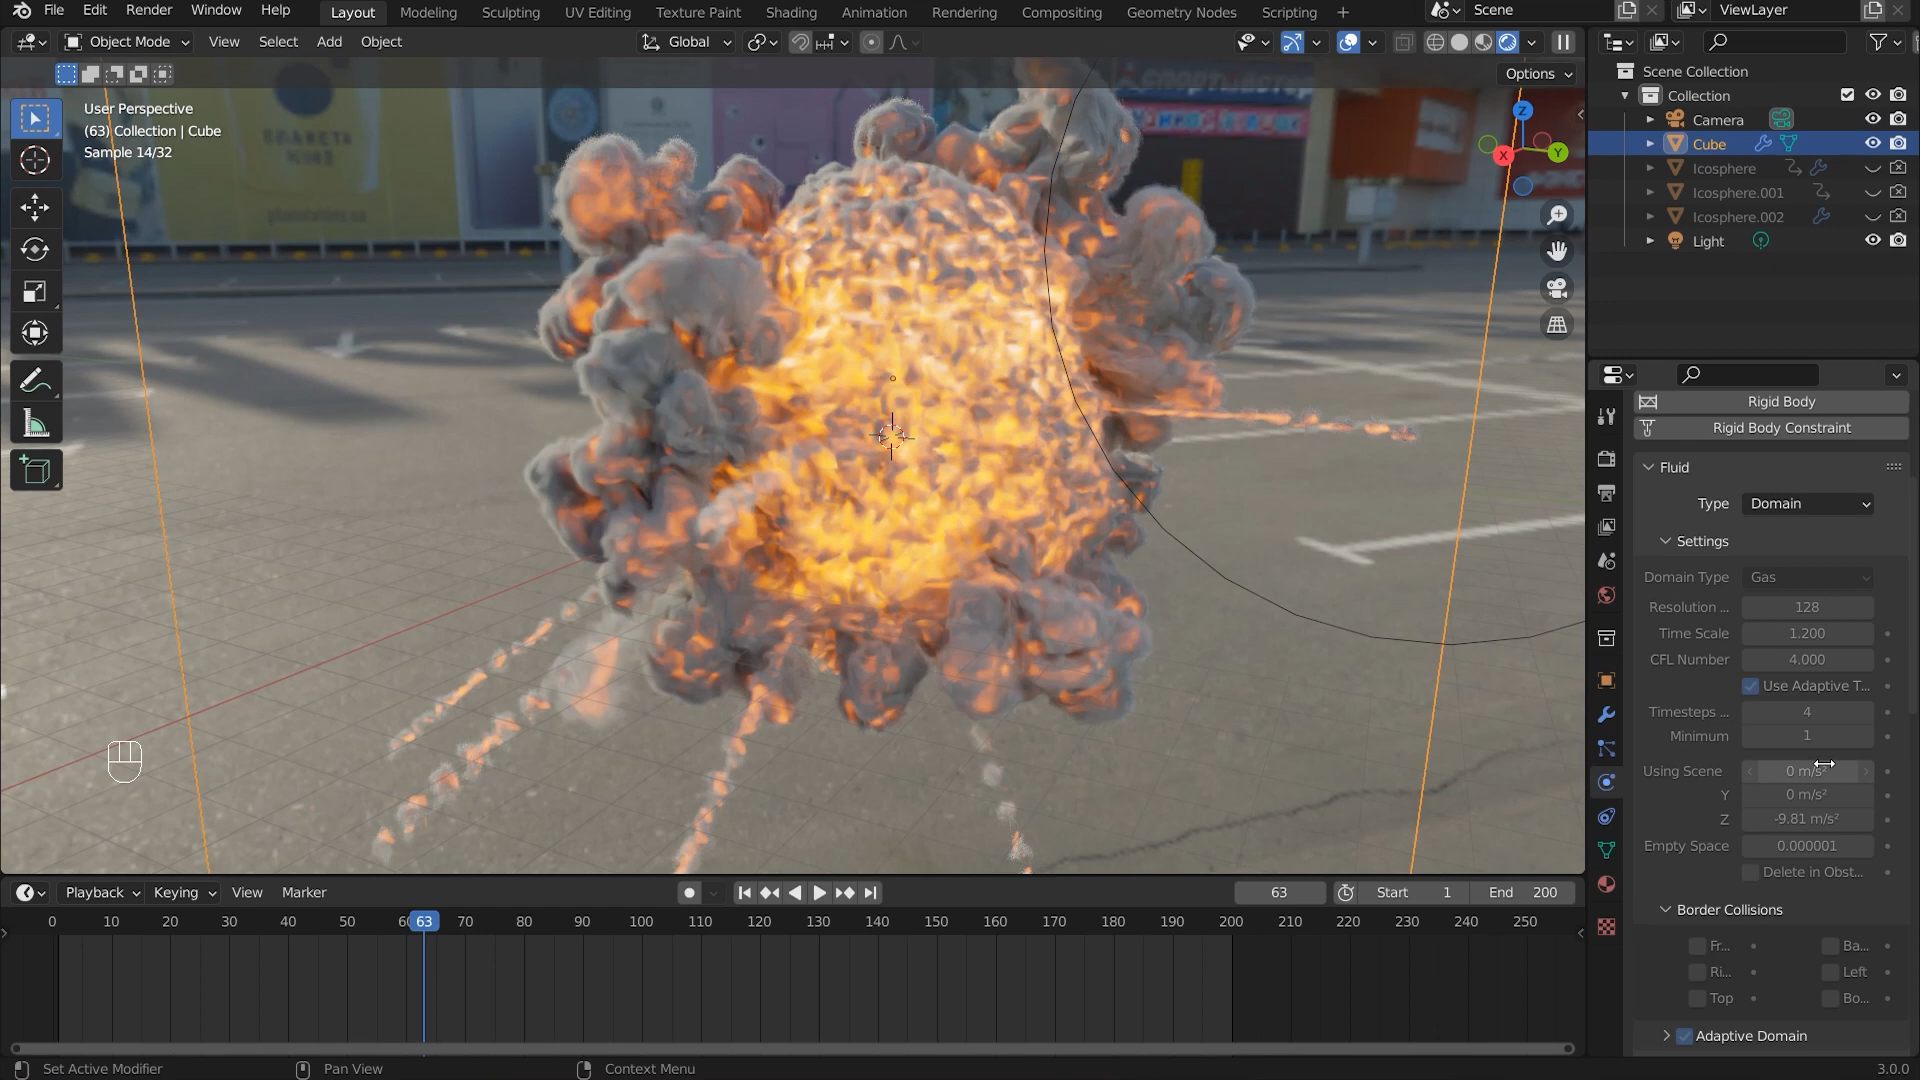 File Edit Render Window Help Layout Modeling Sculpting UV Editing Texture Paint Shading Animation Rendering Compositing Geometry Nodes Scripting + Scene ViewLayer
Object Mode View Select Add Object Global
Options
User Perspective
(63) Collection | Cube
Sample 14/32
СПОРТМАСТЕР
Z
X
Y
Scene Collection
Collection
Camera
Cube
Icosphere
Icosphere.001
Icosphere.002
Light
Rigid Body
Rigid Body Constraint
Fluid
Type Domain
Settings
Domain Type Gas
Resolution ... 128
Time Scale 1.200
CFL Number 4.000
Use Adaptive T...
Timesteps ... 4
Minimum 1
Using Scene 0 m/s²
Y 0 m/s²
Z -9.81 m/s²
Empty Space 0.000001
Delete in Obst...
Border Collisions
Fr... Ba...
Ri... Left
Top Bo...
Adaptive Domain
Playback Keying View Marker 63 Start 1 End 200
0 10 20 30 40 50 63 70 80 90 100 110 120 130 140 150 160 170 180 190 200 210 220 230 240 250
Set Active Modifier Pan View Context Menu 3.0.0